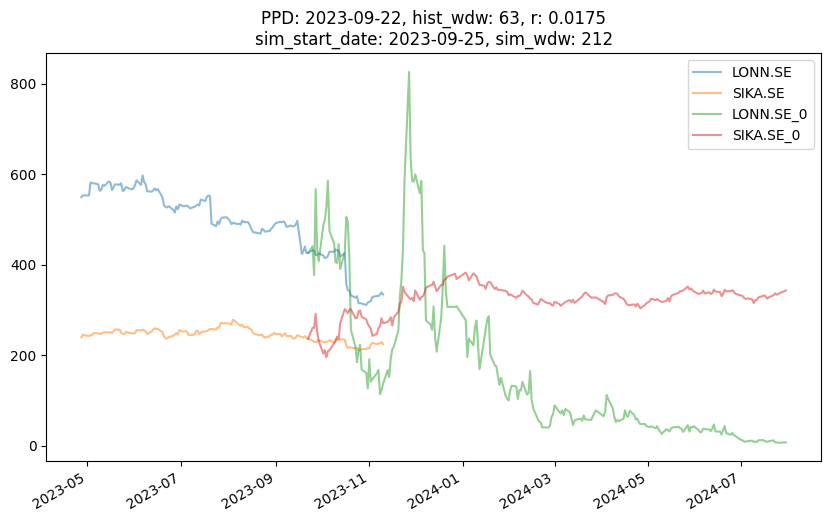 PPD: 2023-09-22, hist_wdw: 63, r: 0.0175
sim_start_date: 2023-09-25, sim_wdw: 212
LONN.SE
SIKA.SE
LONN.SE_0
SIKA.SE_0
800
600
400
200
0
2023-05
2023-07
2023-09
2023-11
2024-01
2024-03
2024-05
2024-07